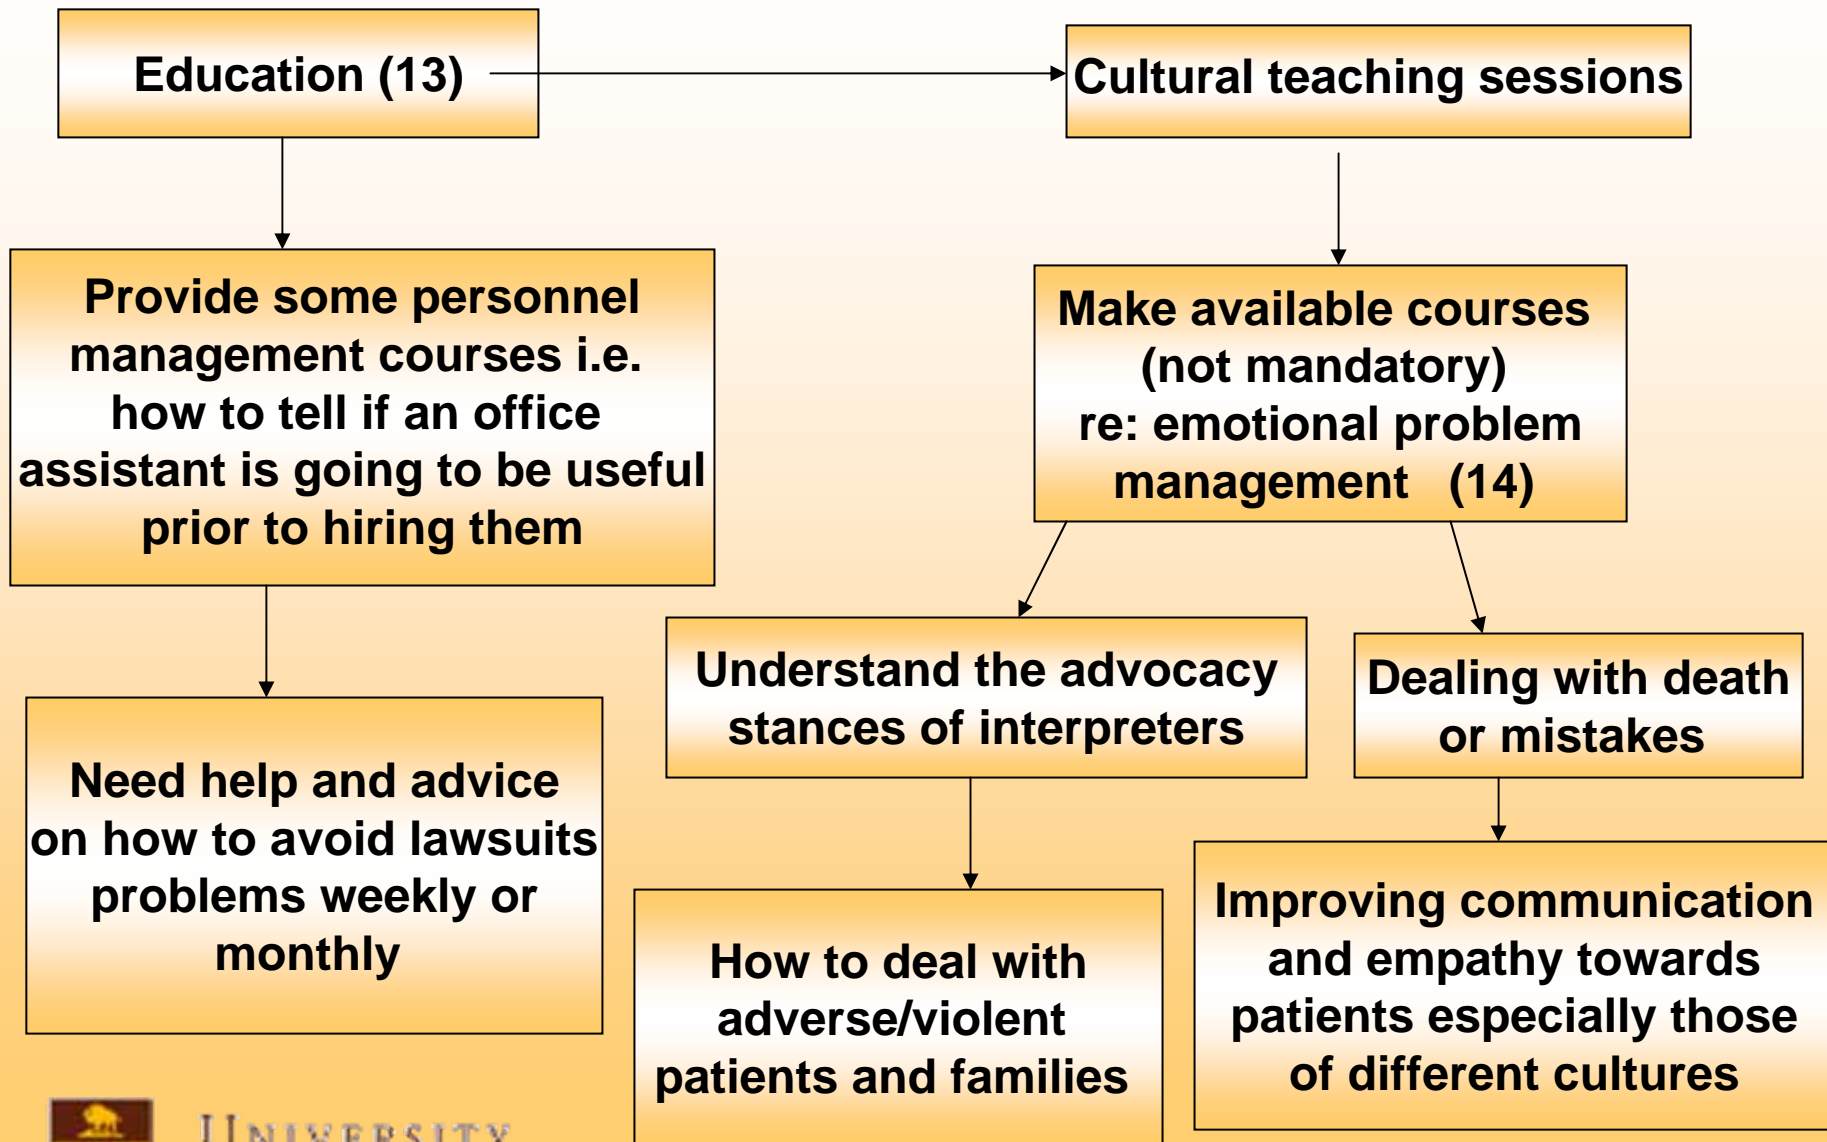 Education (13)
Cultural teaching sessions
Provide some personnel
management courses i.e.
how to tell if an office
assistant is going to be useful
prior to hiring them
Make available courses
(not mandatory)
re: emotional problem
management (14)
Need help and advice
on how to avoid lawsuits
problems weekly or
monthly
Understand the advocacy
stances of interpreters
Dealing with death
or mistakes
How to deal with
adverse/violent
patients and families
Improving communication
and empathy towards
patients especially those
of different cultures
UNIVERSITY